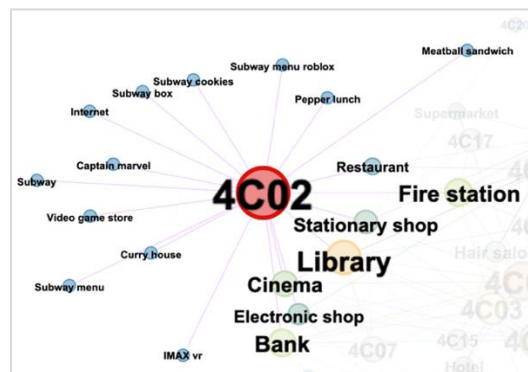 4C20
Meatball sandwich
Subway menu roblox
Subway cookies
Subway box
Pepper lunch
Internet
Supermarket
4C17
Captain marvel
Restaurant
Subway
4C02
Fire station
Video game store
Stationary shop
Curry house
Library
Hair salo
Subway menu
Cinema
4C03
Electronic shop
Bank
4C07
4C15
IMAX vr
Hotel